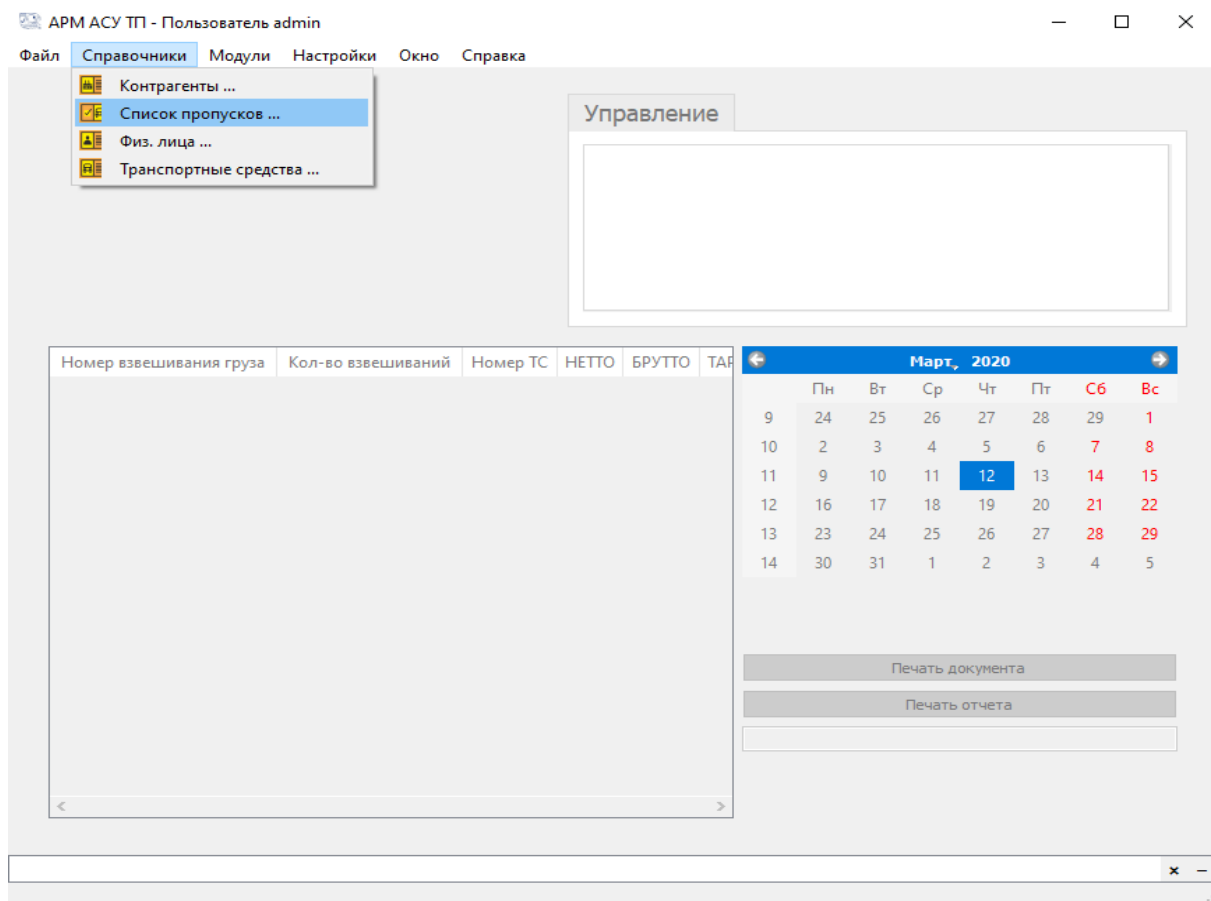 АРМ АСУ ТП - Пользователь admin
Файл Справочники Модули Настройки Окно Справка
Контрагенты ...
Список пропусков ...
Физ. лица ...
Транспортные средства ...
Управление
Номер взвешивания груза Кол-во взвешиваний Номер ТС НЕТТО БРУТТО ТАР
Март, 2020
Пн Вт Ср Чт Пт Сб Вс
9 24 25 26 27 28 29 1
10 2 3 4 5 6 7 8
11 9 10 11 12 13 14 15
12 16 17 18 19 20 21 22
13 23 24 25 26 27 28 29
14 30 31 1 2 3 4 5
Печать документа
Печать отчета